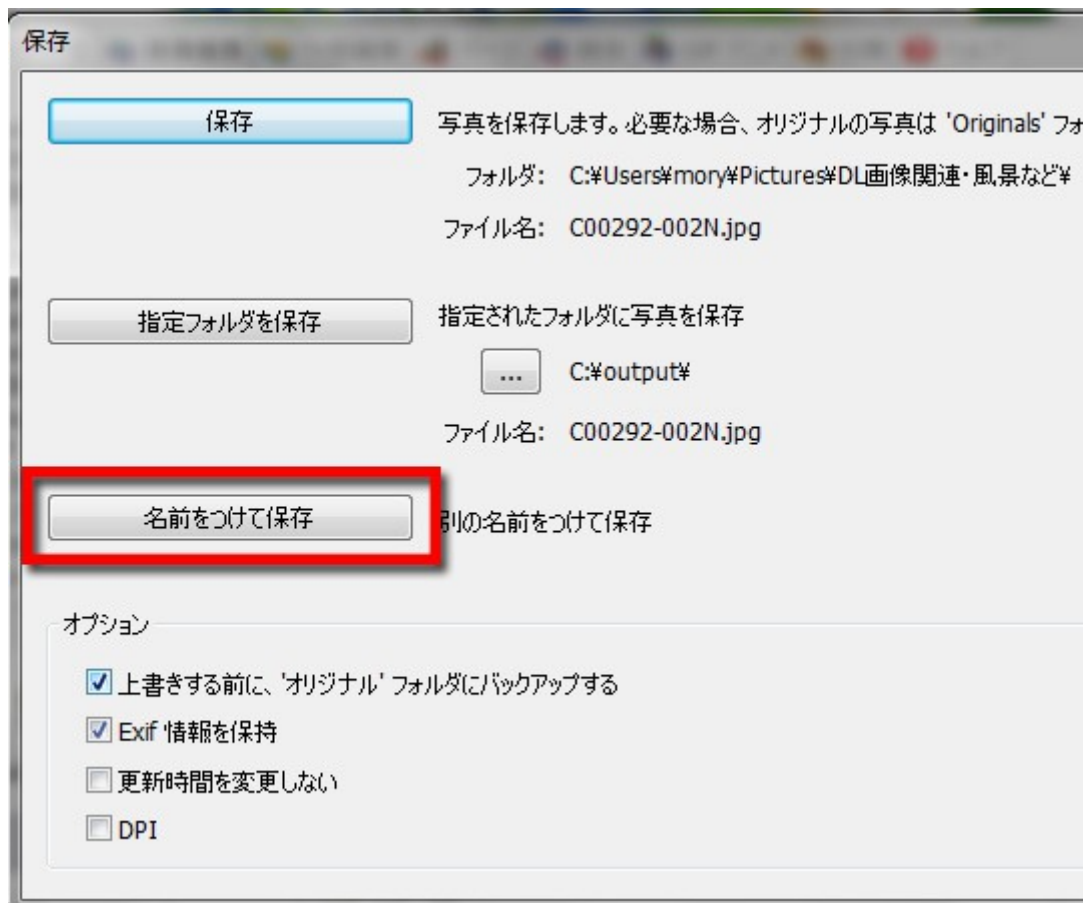 保存
保存
写真を保存します。必要な場合、オリジナルの写真は 'Originals' フォ
フォルダ: C:¥Users¥mory¥Pictures¥DL画像関連・風景など¥
ファイル名: C00292-002N.jpg
指定フォルダを保存
指定されたフォルダに写真を保存
... C:¥output¥
ファイル名: C00292-002N.jpg
名前をつけて保存
別の名前をつけて保存
オプション
上書きする前に、'オリジナル' フォルダにバックアップする
Exif 情報を保持
更新時間を変更しない
DPI